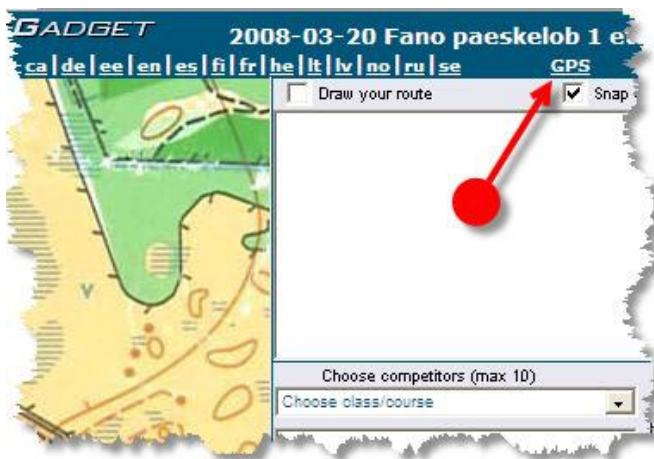 GADGET 2008-03-20 Fano paeskelob 1 et
ca|de|ee|en|es|fi|fr|he|lt|lv|no|ru|se GPS
Draw your route Snap
Choose competitors (max 10)
Choose class/course